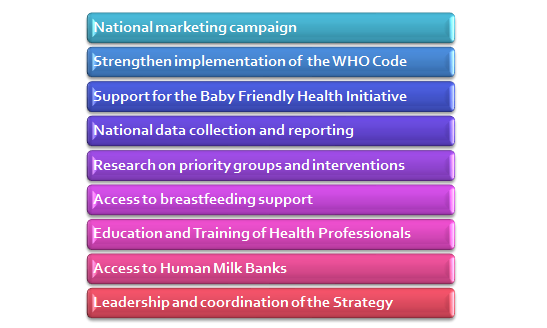 National marketing campaign
Strengthen implementation of the WHO Code
Support for the Baby Friendly Health Initiative
National data collection and reporting
Research on priority groups and interventions
Access to breastfeeding support
Education and Training of Health Professionals
Access to Human Milk Banks
Leadership and coordination of the Strategy